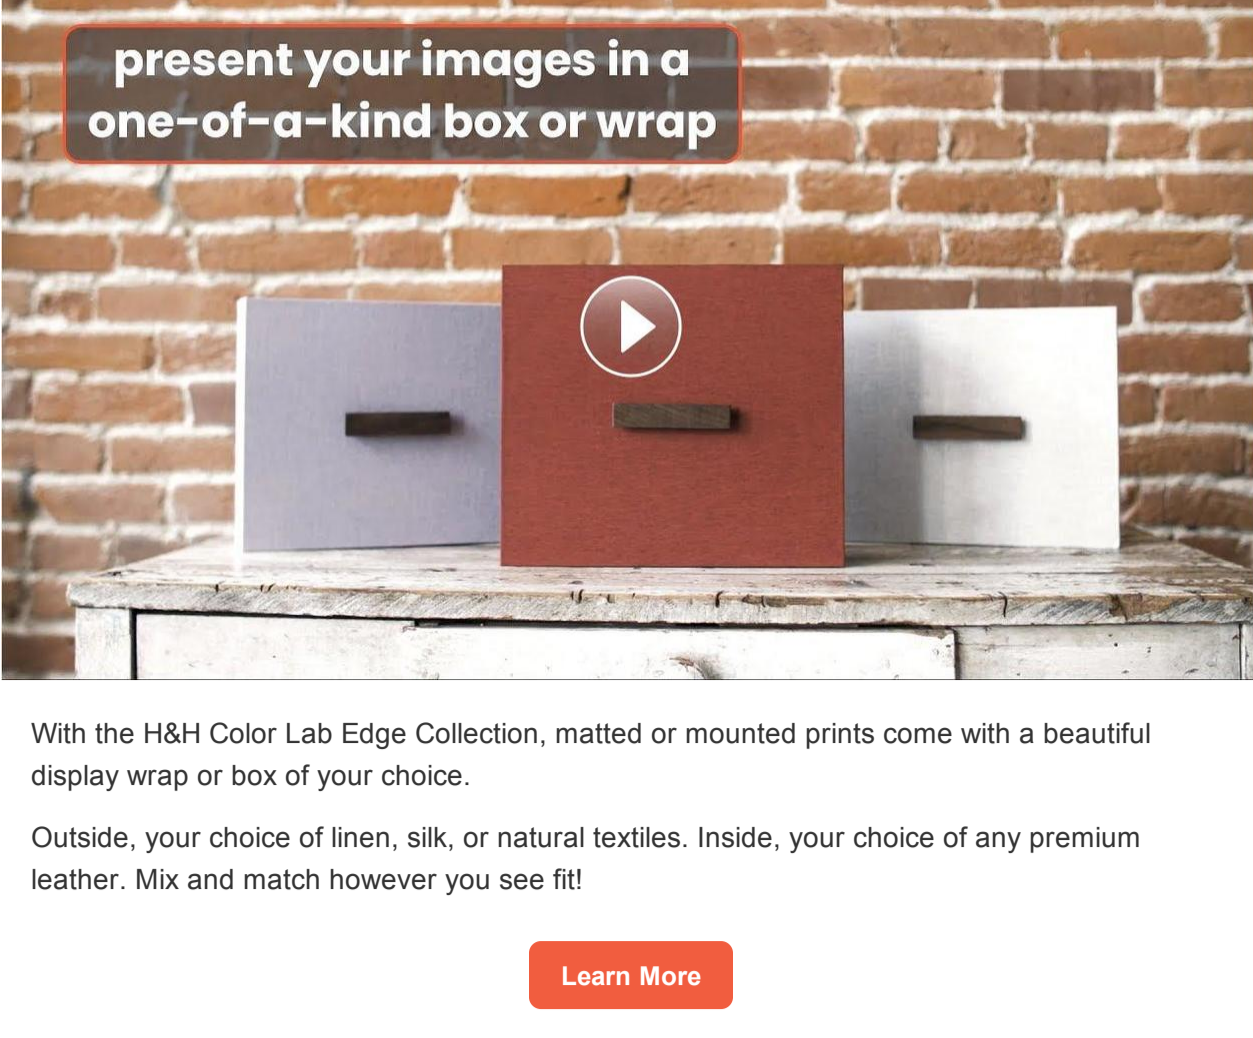 present your images in a
one-of-a-kind box or wrap
With the H&H Color Lab Edge Collection, matted or mounted prints come with a beautiful
display wrap or box of your choice.
Outside, your choice of linen, silk, or natural textiles. Inside, your choice of any premium
leather. Mix and match however you see fit!
Learn More